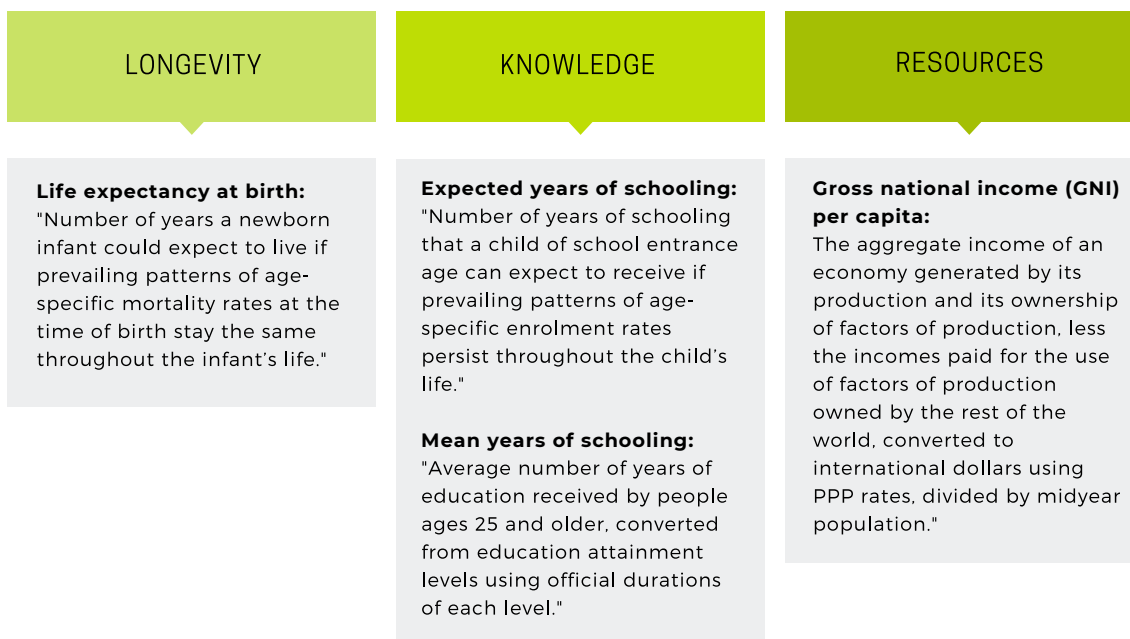 LONGEVITY
Life expectancy at birth:
"Number of years a newborn
infant could expect to live if
prevailing patterns of age-
specific mortality rates at the
time of birth stay the same
throughout the infant's life."
KNOWLEDGE
Expected years of schooling:
"Number of years of schooling
that a child of school entrance
age can expect to receive if
prevailing patterns of age-
specific enrolment rates
persist throughout the child's
life."
Mean years of schooling:
"Average number of years of
education received by people
ages 25 and older, converted
from education attainment
levels using official durations
of each level."
RESOURCES
Gross national income (GNI)
per capita:
The aggregate income of an
economy generated by its
production and its ownership
of factors of production, less
the incomes paid for the use
of factors of production
owned by the rest of the
world, converted to
international dollars using
PPP rates, divided by midyear
population."